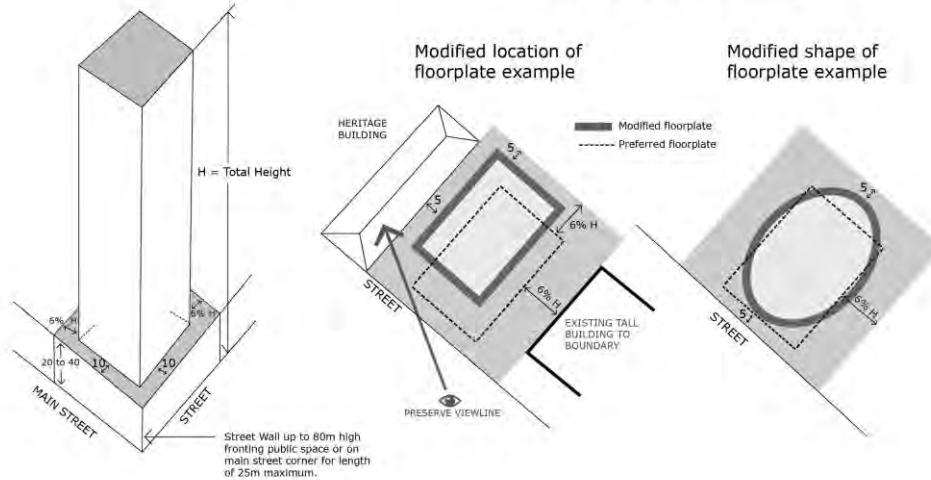 H = Total Height
6% H
6% H
20 to 40
10
10
MAIN STREET
STREET
Street Wall up to 80m high
fronting public space or on
main street corner for length
of 25m maximum.
Modified location of
floorplate example
HERITAGE
BUILDING
5
5
6% H
6% H
STREET
EXISTING TALL
BUILDING TO
BOUNDARY
PRESERVE VIEWLINE
Modified floorplate
Preferred floorplate
Modified shape of
floorplate example
5
5
6% H
STREET